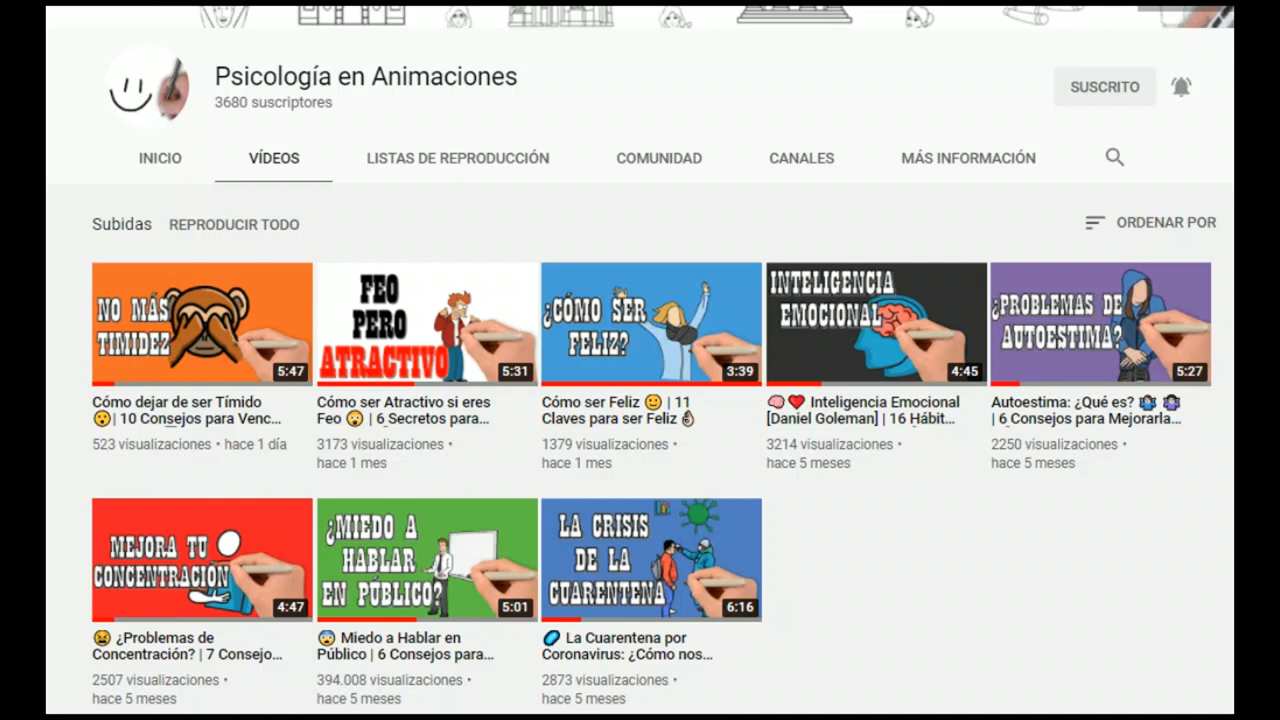 Psicología en Animaciones
3680 suscriptores
SUSCRITO
INICIO VÍDEOS LISTAS DE REPRODUCCIÓN COMUNIDAD CANALES MÁS INFORMACIÓN
Subidas REPRODUCIR TODO
ORDENAR POR
NO MÁS
TIMIDEZ
5:47
FEO
PERO
ATRACTIVO
5:31
¿CÓMO SER
FELIZ?
3:39
INTELIGENCIA
EMOCIONAL
4:45
¿PROBLEMAS DE
AUTOESTIMA?
5:27
Cómo dejar de ser Tímido
😮| 10 Consejos para Venc...
523 visualizaciones • hace 1 día
Cómo ser Atractivo si eres
Feo 😲 | 6 Secretos para...
3173 visualizaciones •
hace 1 mes
Cómo ser Feliz 🙂 | 11
Claves para ser Feliz 👌
1379 visualizaciones •
hace 1 mes
🧠❤️ Inteligencia Emocional
[Daniel Goleman] | 16 Hábit...
3214 visualizaciones •
hace 5 meses
Autoestima: ¿Qué es? 🤷‍♂️ 🤷‍♀️
| 6 Consejos para Mejorarla...
2250 visualizaciones •
hace 5 meses
MEJORA TU
CONCENTRACIÓN
4:47
¿MIEDO A
HABLAR
EN PÚBLICO?
5:01
LA CRISIS
DE LA
CUARENTENA
6:16
😫 ¿Problemas de
Concentración? | 7 Consejo...
2507 visualizaciones •
hace 5 meses
😨 Miedo a Hablar en
Público | 6 Consejos para...
394.008 visualizaciones •
hace 5 meses
La Cuarentena por
Coronavirus: ¿Cómo nos...
2873 visualizaciones •
hace 5 meses